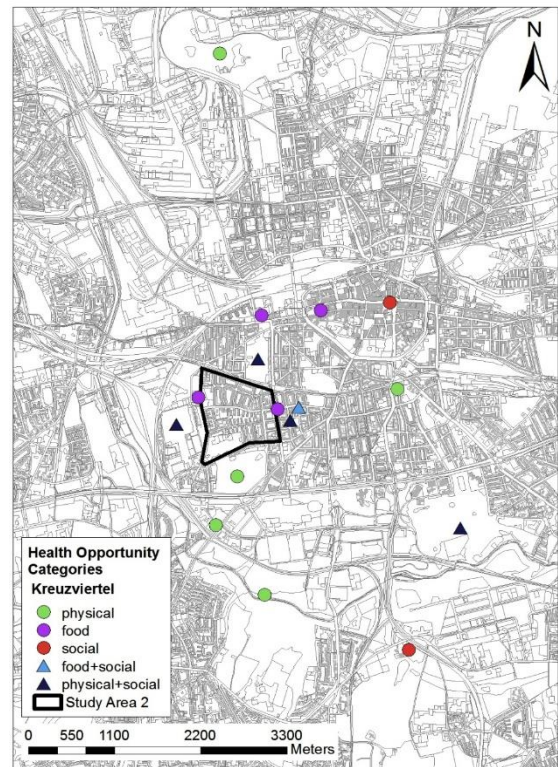 N
Health Opportunity
Categories
Kreuzviertel
physical
food
social
food+social
physical+social
Study Area 2
0 550 1100 2200 3300
Meters